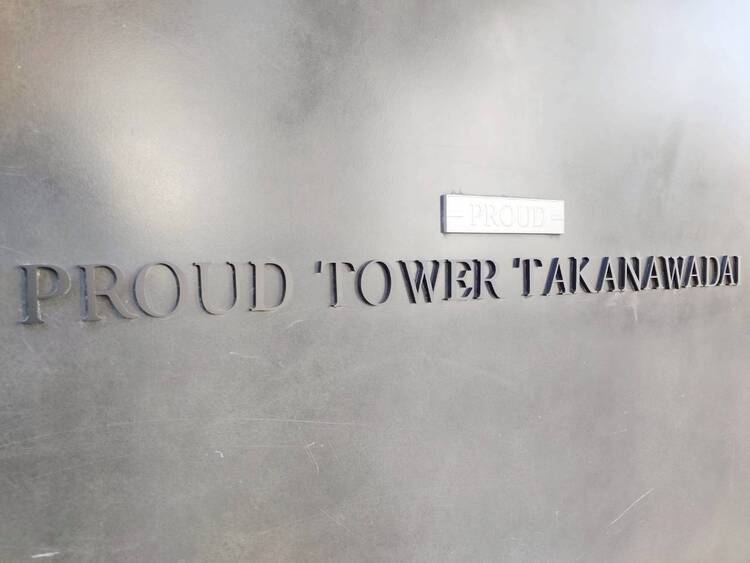 — PROUD —
PROUD TOWER TAKANAWADAI